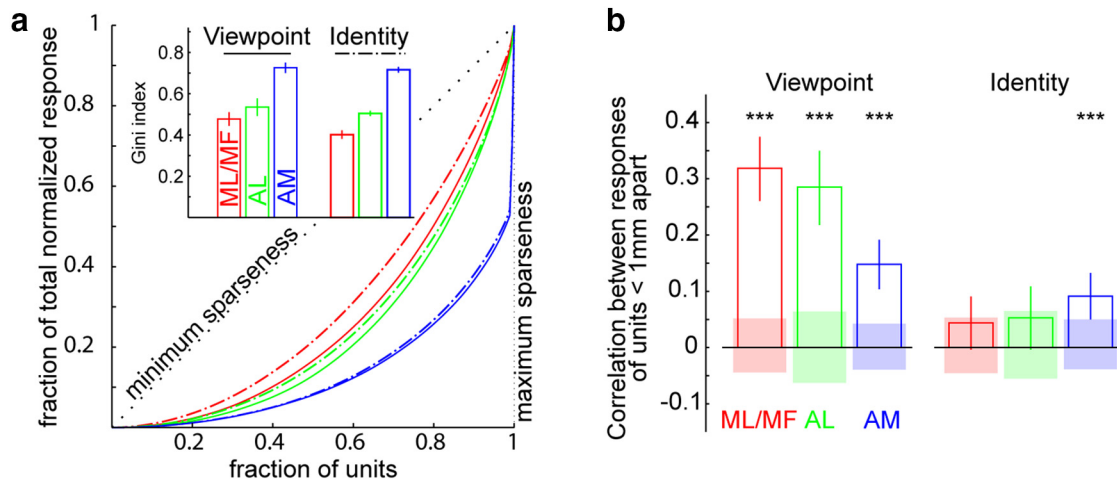 a
fraction of total normalized response
1
0.8
0.6
0.4
0.2
0.2
0.4
0.6
0.8
1
fraction of units
minimum sparseness
maximum sparseness
Viewpoint
Identity
Gini index
0.8
0.6
0.4
0.2
ML/MF
AL
AM
b
Viewpoint
Identity
*** *** *** ***
Correlation between responses
of units < 1mm apart
0.4
0.3
0.2
0.1
0
-0.1
ML/MF AL AM